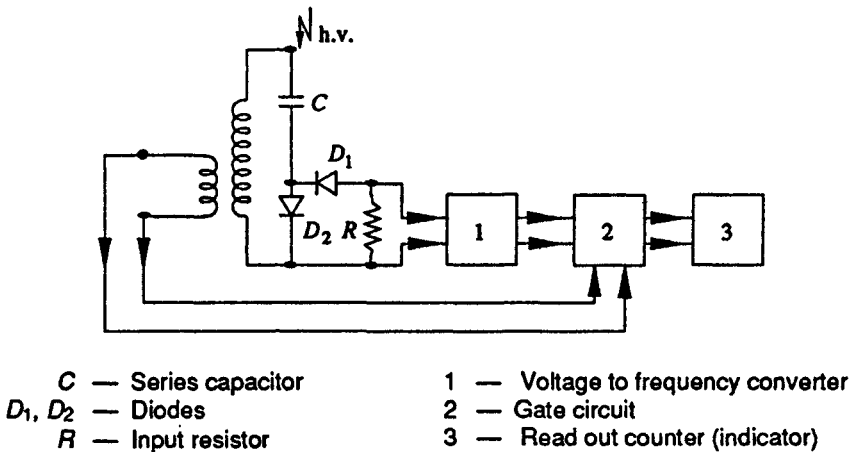 h.v.
C
D1
D2
R
1
2
3
C — Series capacitor
D1, D2 — Diodes
R — Input resistor
1 — Voltage to frequency converter
2 — Gate circuit
3 — Read out counter (indicator)